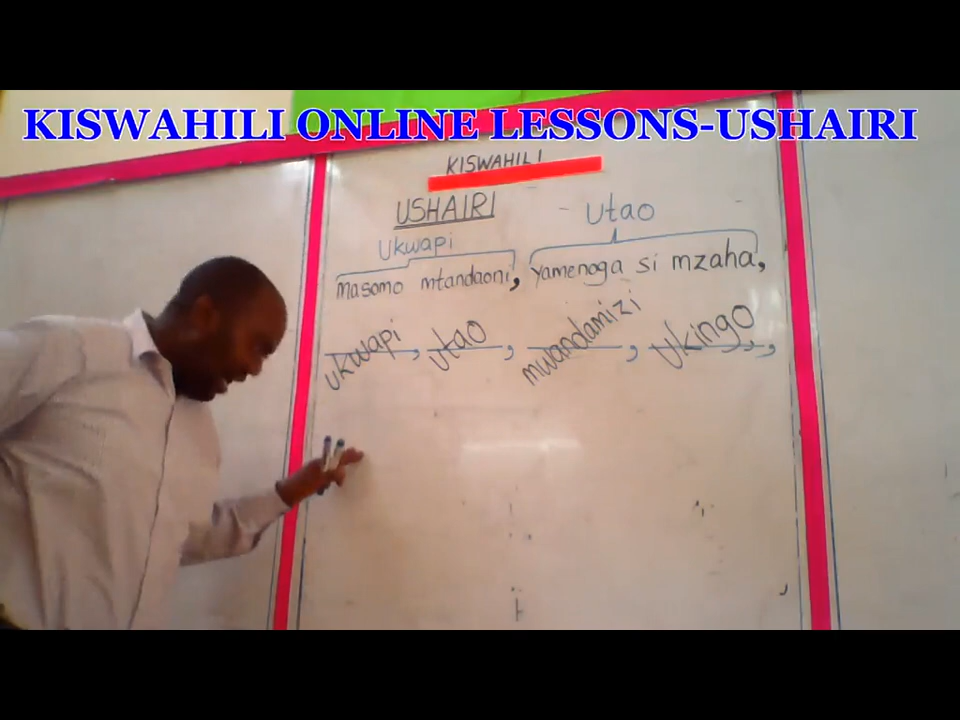 KISWAHILI ONLINE LESSONS-USHAIRI
KISWAHILI
USHAIRI Utao
Ukwapi
masomo mtandaoni, yamenoga si mzaha,
ukwapi, utao, mwandamizi, Ukingo,,